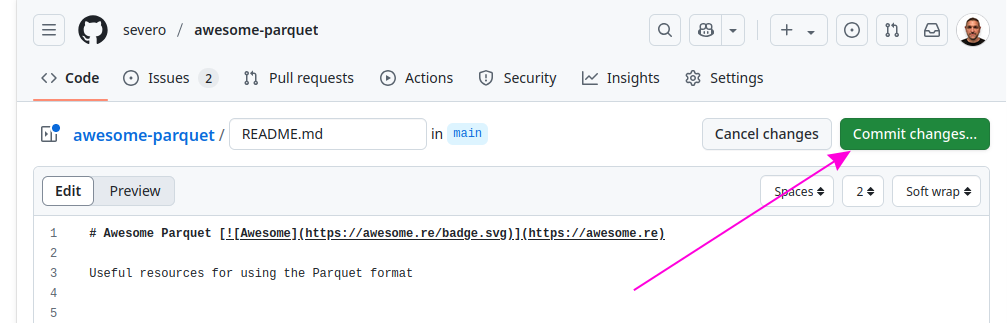 severo / awesome-parquet
Code Issues 2 Pull requests Actions Security Insights Settings
awesome-parquet / README.md in main Cancel changes Commit changes...
Edit Preview Spaces 2 Soft wrap
1 # Awesome Parquet [![Awesome](https://awesome.re/badge.svg)](https://awesome.re)
2
3 Useful resources for using the Parquet format
4
5